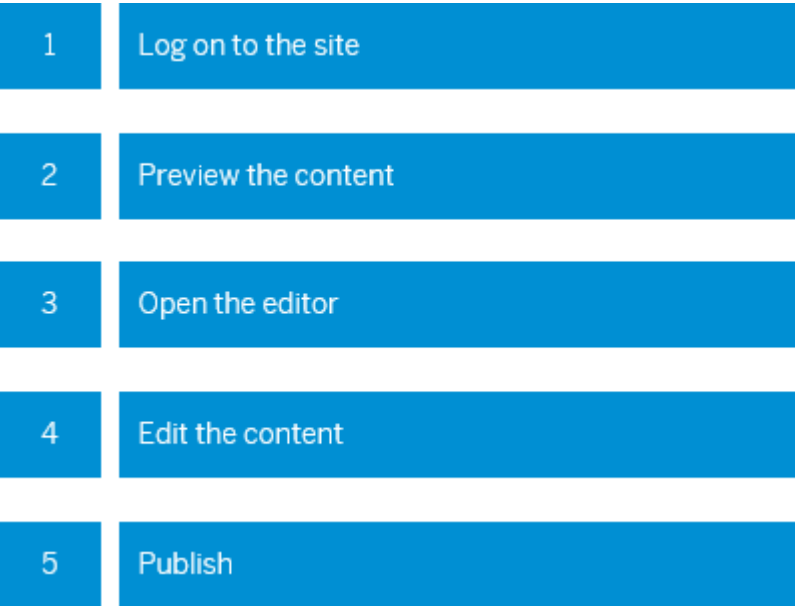 1 Log on to the site
2 Preview the content
3 Open the editor
4 Edit the content
5 Publish